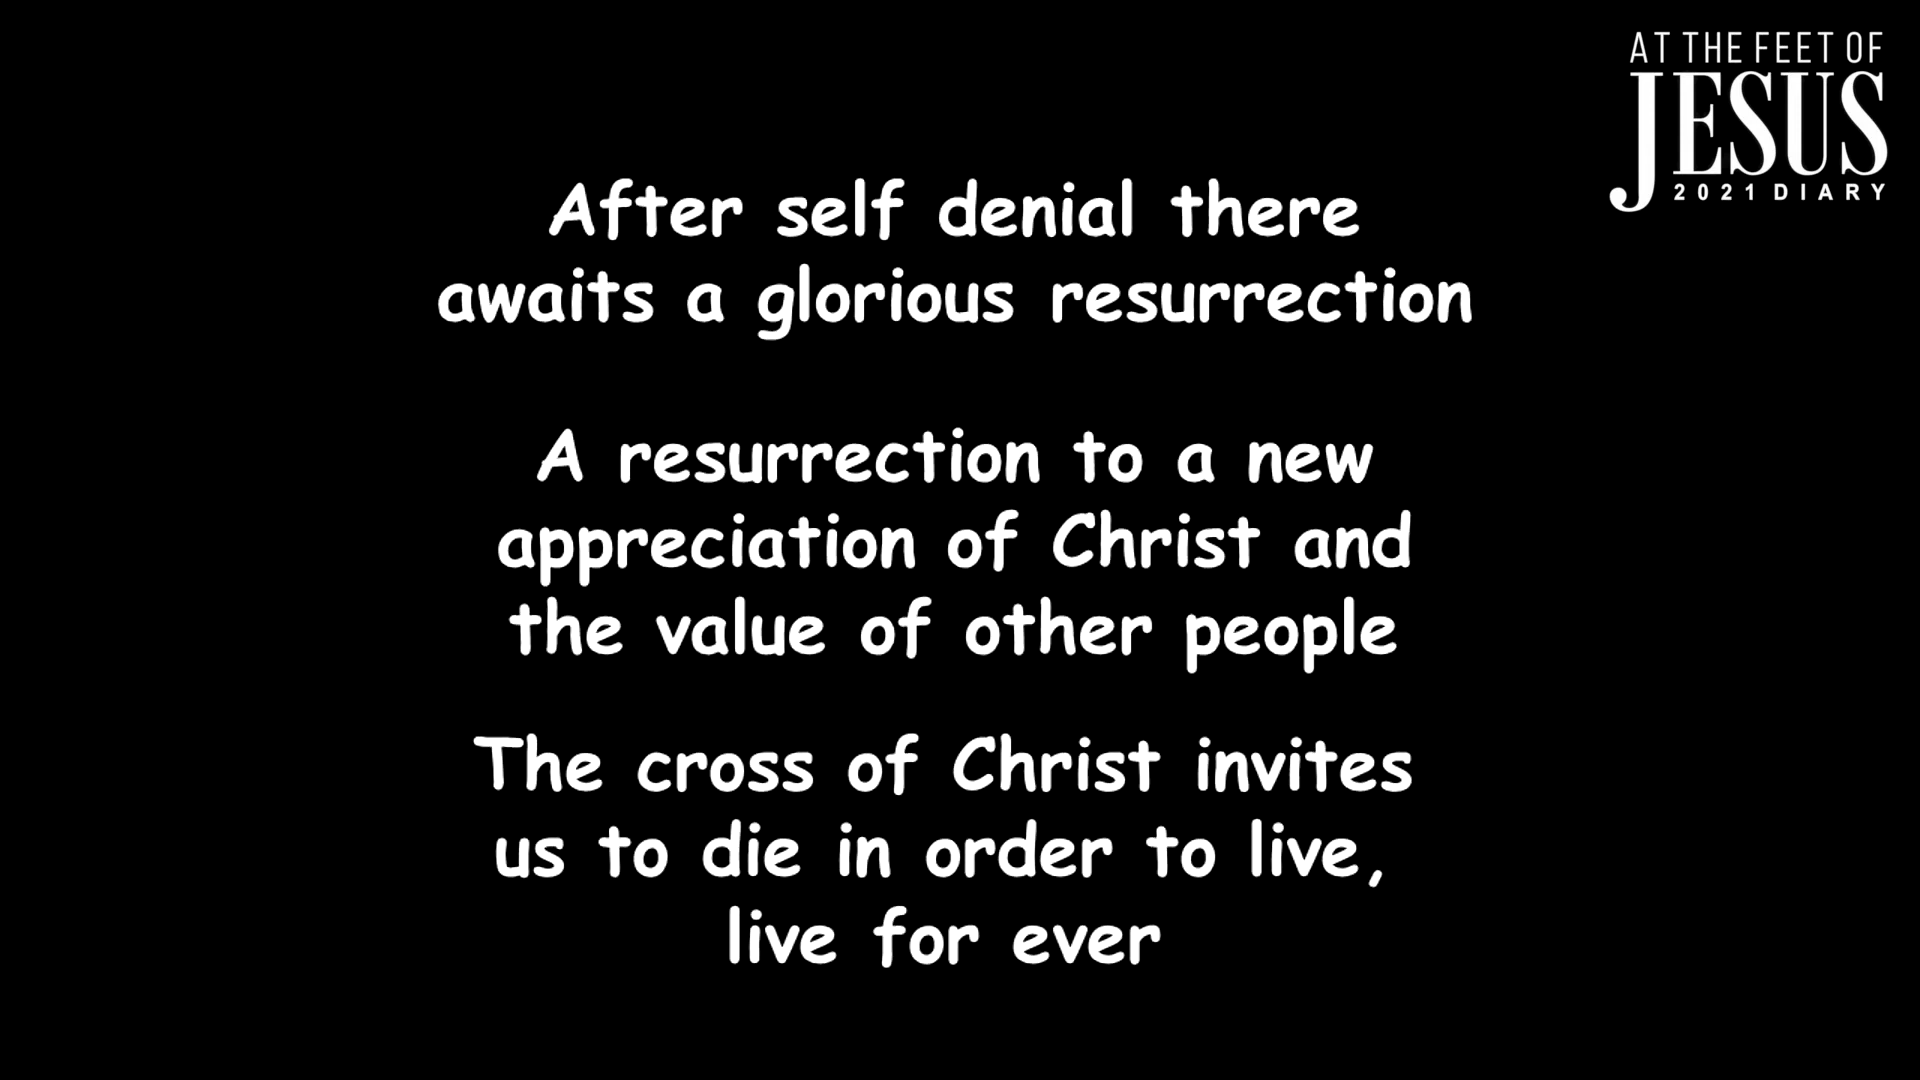 AT THE FEET OF
JESUS
2021 DIARY
After self denial there
awaits a glorious resurrection
A resurrection to a new
appreciation of Christ and
the value of other people
The cross of Christ invites
us to die in order to live,
live for ever